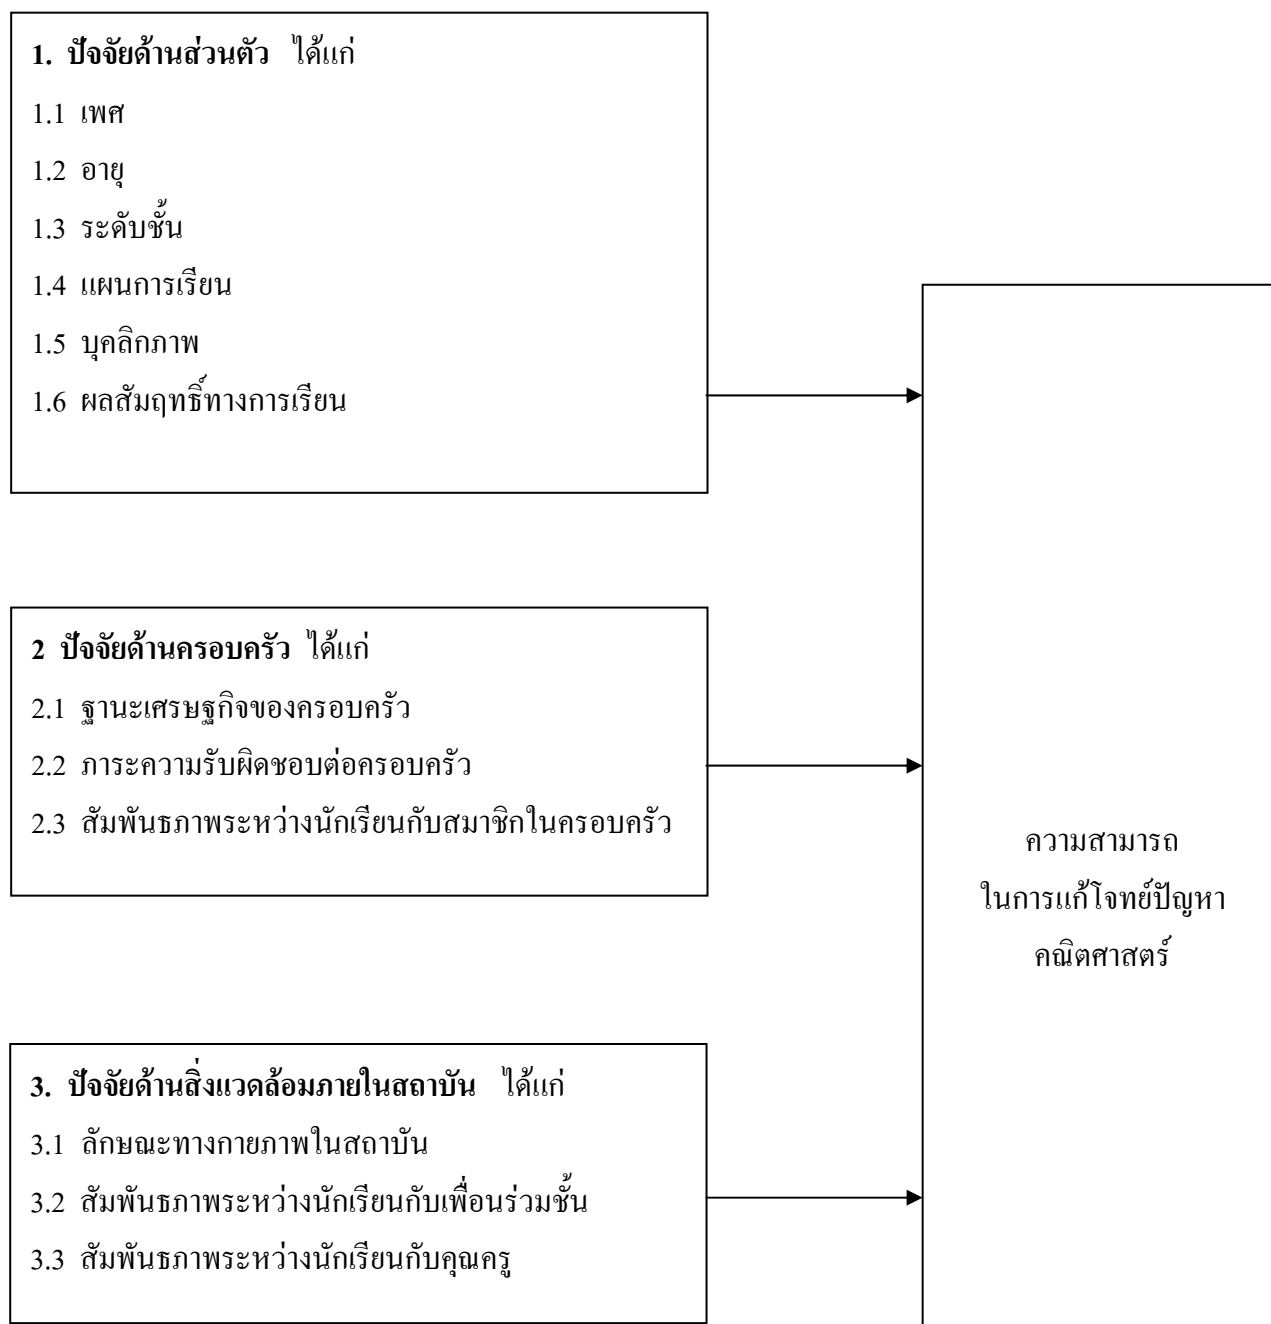 1. ปัจจัยด้านส่วนตัว ได้แก่
1.1 เพศ
1.2 อายุ
1.3 ระดับชั้น
1.4 แผนการเรียน
1.5 บุคลิกภาพ
1.6 ผลสัมฤทธิ์ทางการเรียน
2 ปัจจัยด้านครอบครัว ได้แก่
2.1 ฐานะเศรษฐกิจของครอบครัว
2.2 ภาระความรับผิดชอบต่อครอบครัว
2.3 สัมพันธภาพระหว่างนักเรียนกับสมาชิกในครอบครัว
3. ปัจจัยด้านสิ่งแวดล้อมภายในสถาบัน ได้แก่
3.1 ลักษณะทางกายภาพในสถาบัน
3.2 สัมพันธภาพระหว่างนักเรียนกับเพื่อนร่วมชั้น
3.3 สัมพันธภาพระหว่างนักเรียนกับคุณครู
ความสามารถ
ในการแก้โจทย์ปัญหา
คณิตศาสตร์